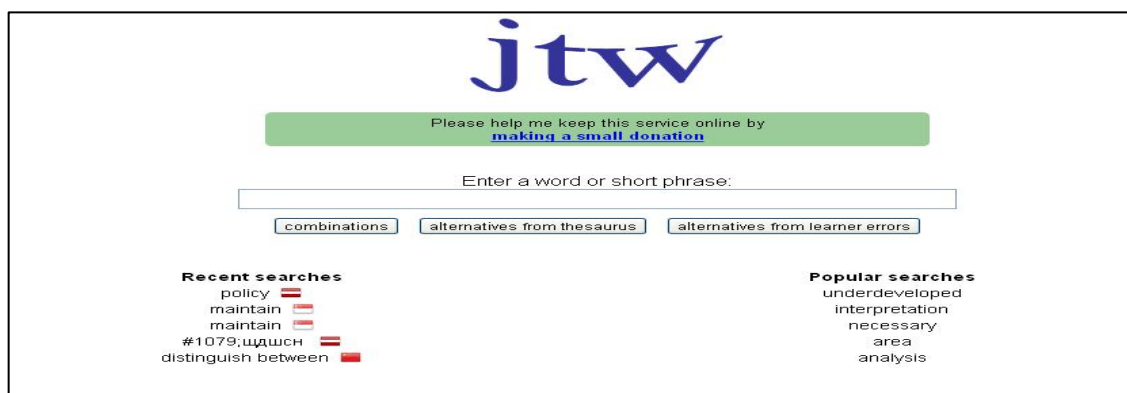 jtw
Please help me keep this service online by
making a small donation
Enter a word or short phrase:
combinations alternatives from thesaurus alternatives from learner errors
Recent searches
policy
maintain
maintain
#1079;щдшсн
distinguish between
Popular searches
underdeveloped
interpretation
necessary
area
analysis